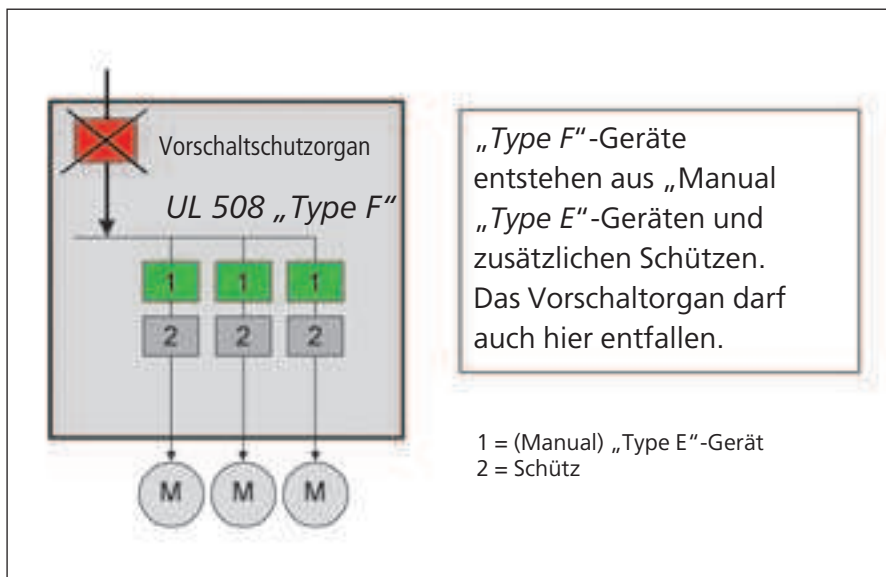 Vorschaltschutzorgan
UL 508 „Type F“
1 1 1
2 2 2
M M M
„Type F“-Geräte
entstehen aus „Manual
„Type E“-Geräten und
zusätzlichen Schützen.
Das Vorschaltorgan darf
auch hier entfallen.
1 = (Manual) „Type E“-Gerät
2 = Schütz